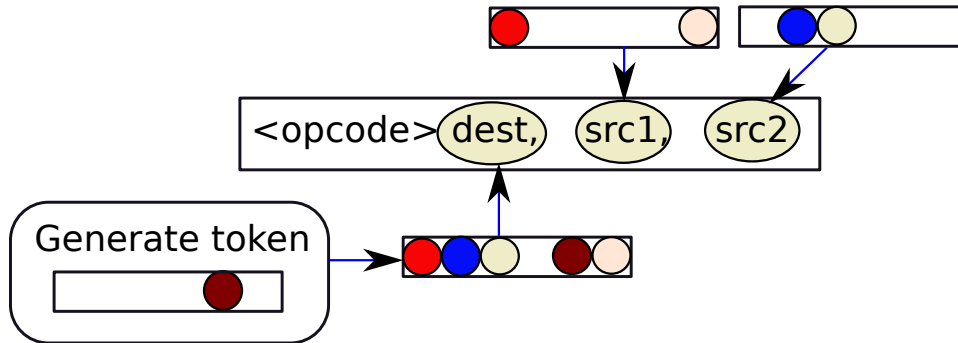 <opcode> dest, src1, src2
Generate token